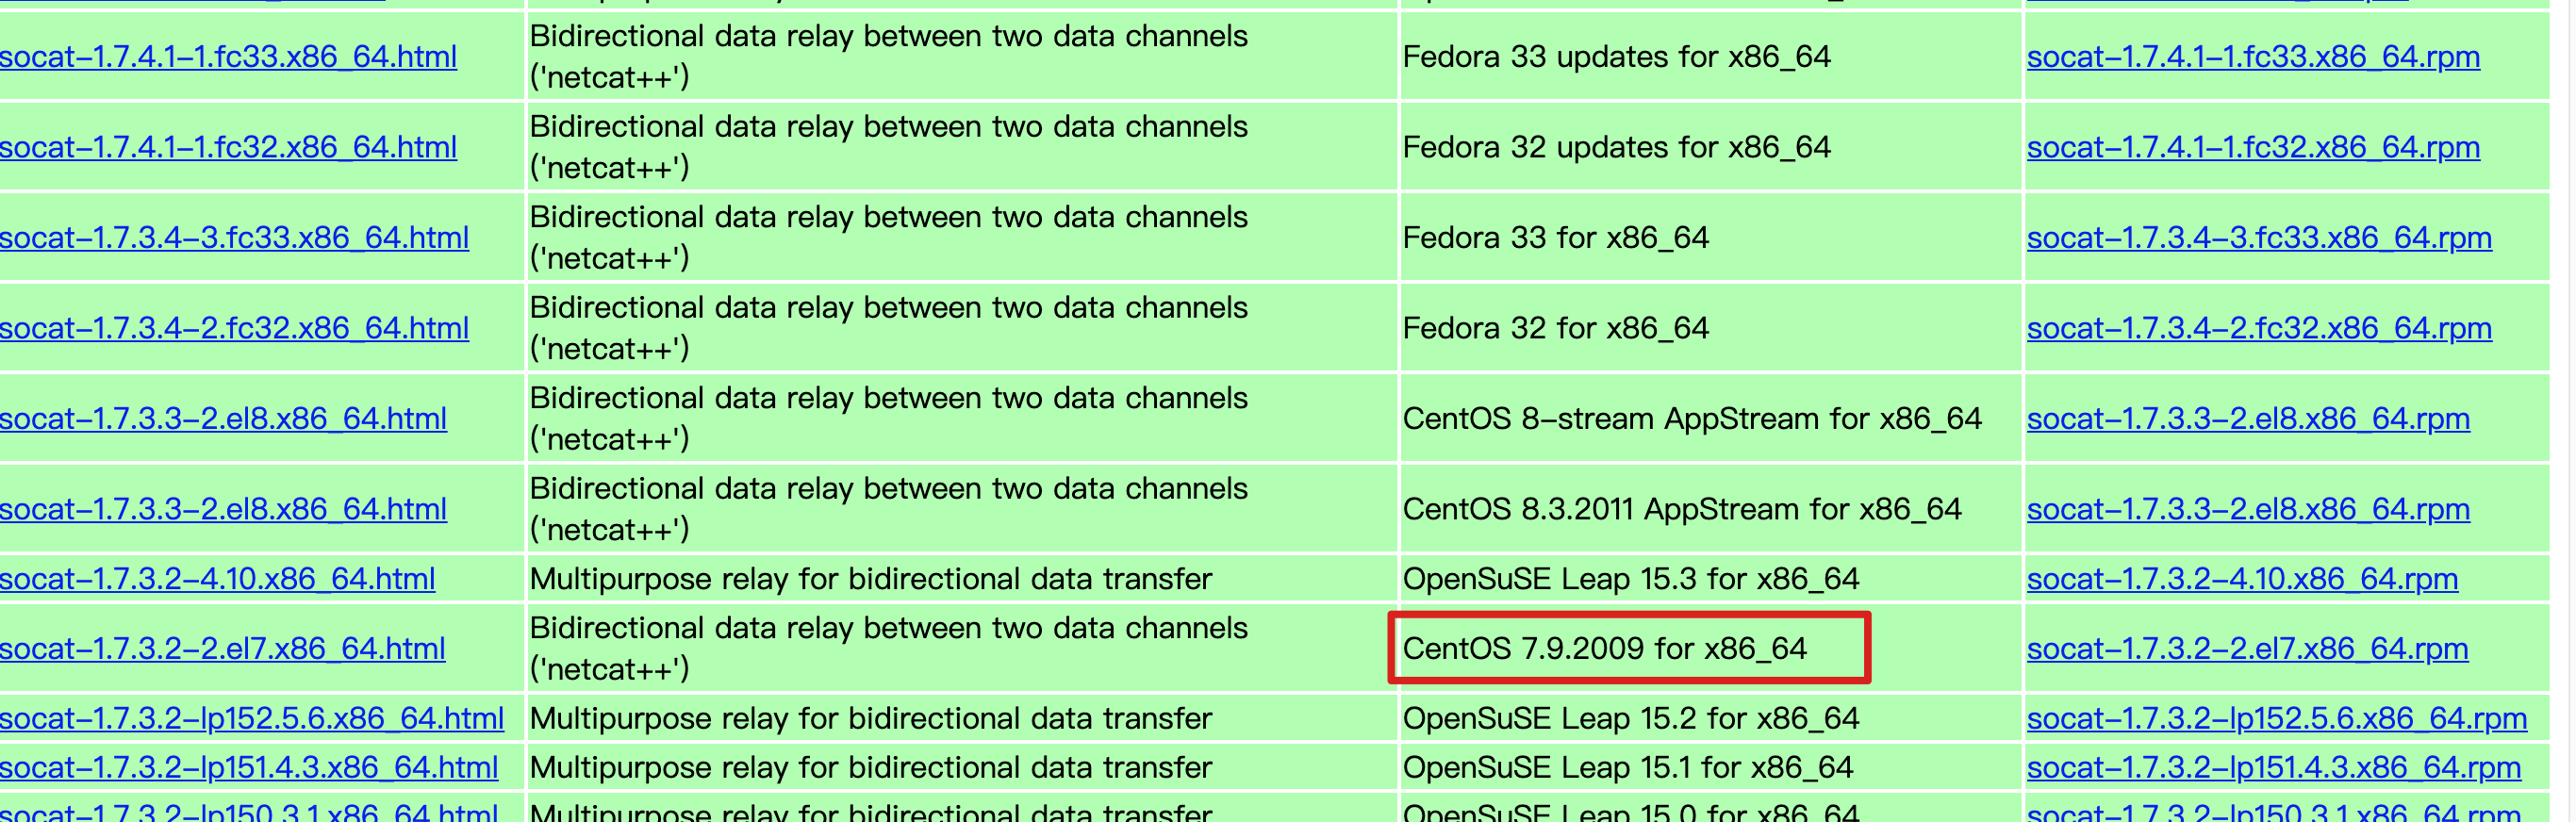 socat-1.7.4.1-1.fc33.x86_64.html
Bidirectional data relay between two data channels
('netcat++')
Fedora 33 updates for x86_64
socat-1.7.4.1-1.fc33.x86_64.rpm
socat-1.7.4.1-1.fc32.x86_64.html
Bidirectional data relay between two data channels
('netcat++')
Fedora 32 updates for x86_64
socat-1.7.4.1-1.fc32.x86_64.rpm
socat-1.7.3.4-3.fc33.x86_64.html
Bidirectional data relay between two data channels
('netcat++')
Fedora 33 for x86_64
socat-1.7.3.4-3.fc33.x86_64.rpm
socat-1.7.3.4-2.fc32.x86_64.html
Bidirectional data relay between two data channels
('netcat++')
Fedora 32 for x86_64
socat-1.7.3.4-2.fc32.x86_64.rpm
socat-1.7.3.3-2.el8.x86_64.html
Bidirectional data relay between two data channels
('netcat++')
CentOS 8-stream AppStream for x86_64
socat-1.7.3.3-2.el8.x86_64.rpm
socat-1.7.3.3-2.el8.x86_64.html
Bidirectional data relay between two data channels
('netcat++')
CentOS 8.3.2011 AppStream for x86_64
socat-1.7.3.3-2.el8.x86_64.rpm
socat-1.7.3.2-4.10.x86_64.html
Multipurpose relay for bidirectional data transfer
OpenSuSE Leap 15.3 for x86_64
socat-1.7.3.2-4.10.x86_64.rpm
socat-1.7.3.2-2.el7.x86_64.html
Bidirectional data relay between two data channels
('netcat++')
CentOS 7.9.2009 for x86_64
socat-1.7.3.2-2.el7.x86_64.rpm
socat-1.7.3.2-lp152.5.6.x86_64.html
Multipurpose relay for bidirectional data transfer
OpenSuSE Leap 15.2 for x86_64
socat-1.7.3.2-lp152.5.6.x86_64.rpm
socat-1.7.3.2-lp151.4.3.x86_64.html
Multipurpose relay for bidirectional data transfer
OpenSuSE Leap 15.1 for x86_64
socat-1.7.3.2-lp151.4.3.x86_64.rpm
socat-1.7.3.2-lp150.3.1.x86_64.html
Multipurpose relay for bidirectional data transfer
OpenSuSE Leap 15.0 for x86_64
socat-1.7.3.2-lp150.3.1.x86_64.rpm